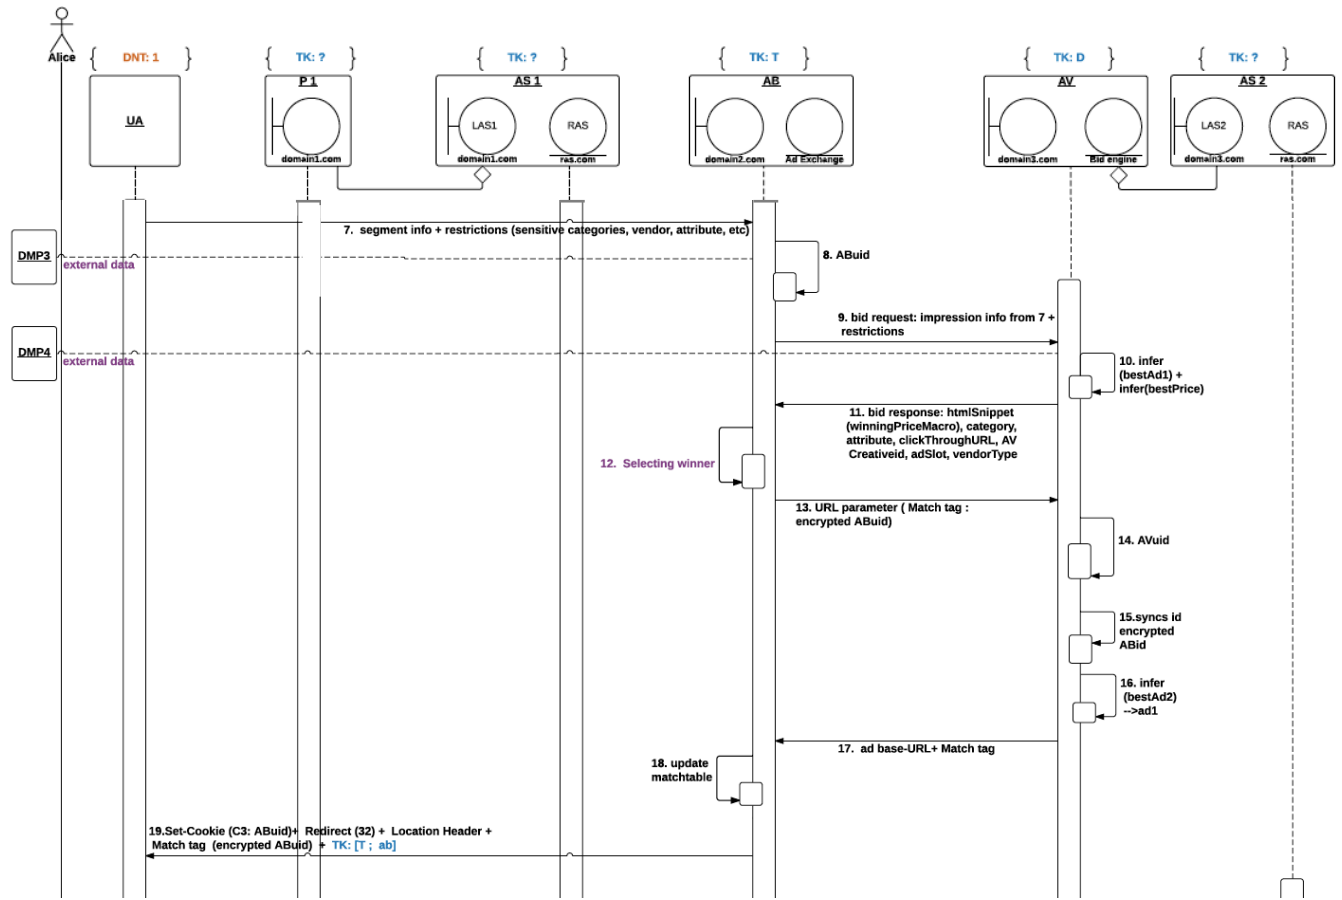 Alice
DNT: 1
TK: ?
TK: ?
TK: T
TK: D
TK: ?
UA
P 1
domain1.com
AS 1
LAS1
RAS
domain1.com
ras.com
AB
domain2.com
Ad Exchange
AV
domain3.com
Bid engine
AS 2
LAS2
RAS
domain3.com
ras.com
7. segment info + restrictions (sensitive categories, vendor, attribute, etc)
DMP3
external data
8. ABuid
9. bid request: impression info from 7 +
restrictions
DMP4
external data
10. infer
(bestAd1) +
infer(bestPrice)
11. bid response: htmlSnippet
(winningPriceMacro), category,
attribute, clickThroughURL, AV
Creativeid, adSlot, vendorType
12. Selecting winner
13. URL parameter ( Match tag :
encrypted ABuid)
14. AVuid
15.syncs id
encrypted
ABid
16. infer
(bestAd2)
-->ad1
17. ad base-URL+ Match tag
18. update
matchtable
19.Set-Cookie (C3: ABuid)+ Redirect (32) + Location Header +
Match tag (encrypted ABuid) + TK: [T ; ab]